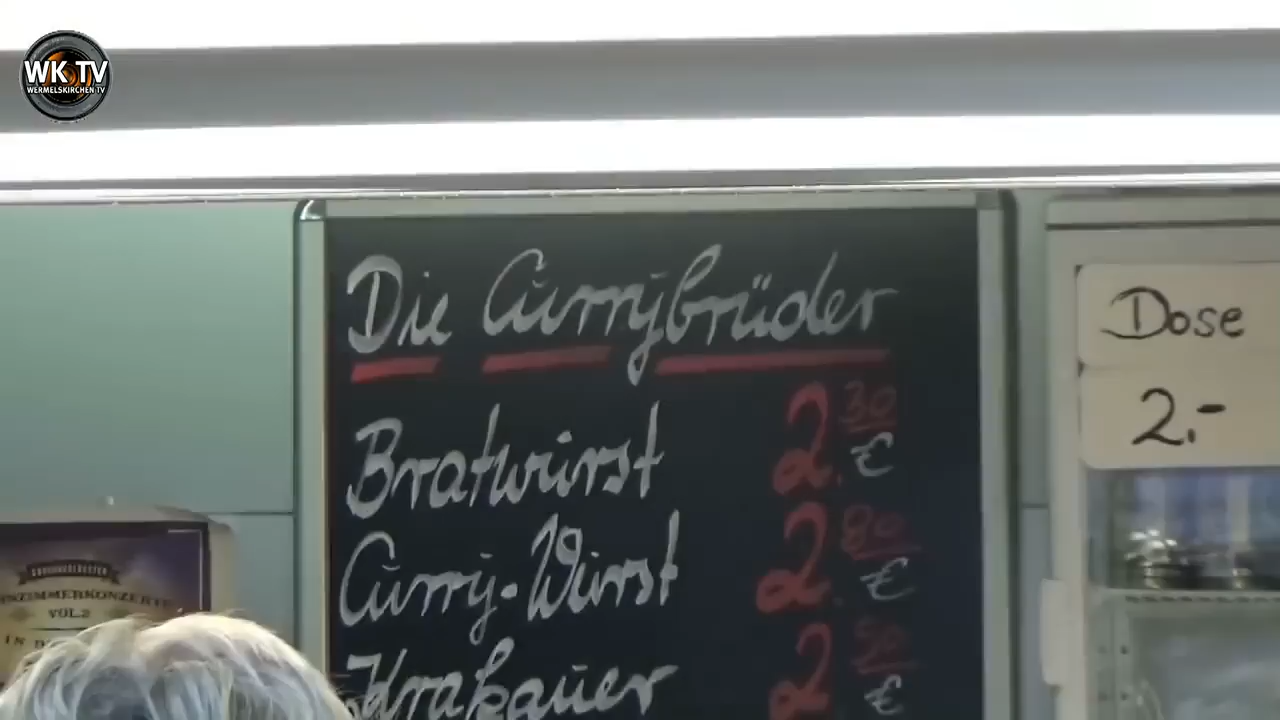 WK TV
WERMELSKIRCHEN TV
Die Currybrüder
Bratwurst 2.30 €
Curry-Wurst 2.80 €
Krakauer 2.50 €
Dose
2.-
VOL.2